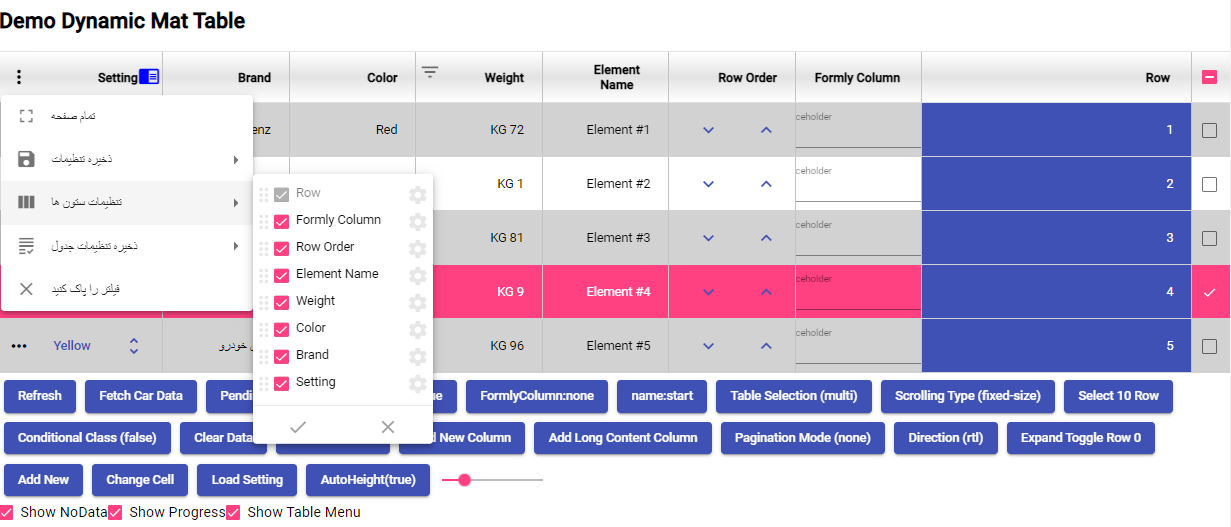 Demo Dynamic Mat Table
Setting Brand Color Weight Element Name Row Order Formly Column Row
enz Red KG 72 Element #1 ceholder 1
KG 1 Element #2 ceholder 2
KG 81 Element #3 ceholder 3
KG 9 Element #4 ceholder 4
Yellow خودرو KG 96 Element #5 ceholder 5
تمام صفحه
ذخیره تنظیمات
تنظیمات ستون ها
ذخیره تنظیمات جدول
فیلتر را پاک کنید
Row
Formly Column
Row Order
Element Name
Weight
Color
Brand
Setting
Refresh Fetch Car Data Pendi ue FormlyColumn:none name:start Table Selection (multi) Scrolling Type (fixed-size) Select 10 Row
Conditional Class (false) Clear Data d New Column Add Long Content Column Pagination Mode (none) Direction (rtl) Expand Toggle Row 0
Add New Change Cell Load Setting AutoHeight(true)
Show NoData Show Progress Show Table Menu